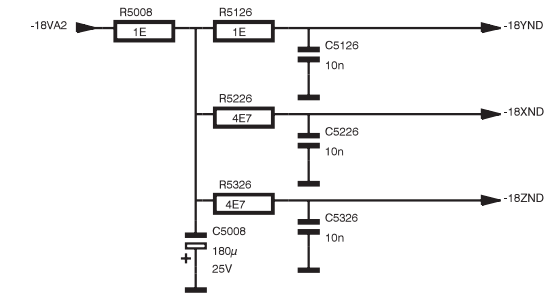 R5008
R5126
-18VA2
1E
1E
-18YND
C5126
10n
R5226
4E7
-18XND
C5226
10n
R5326
4E7
-18ZND
C5326
10n
C5008
180µ
+
25V